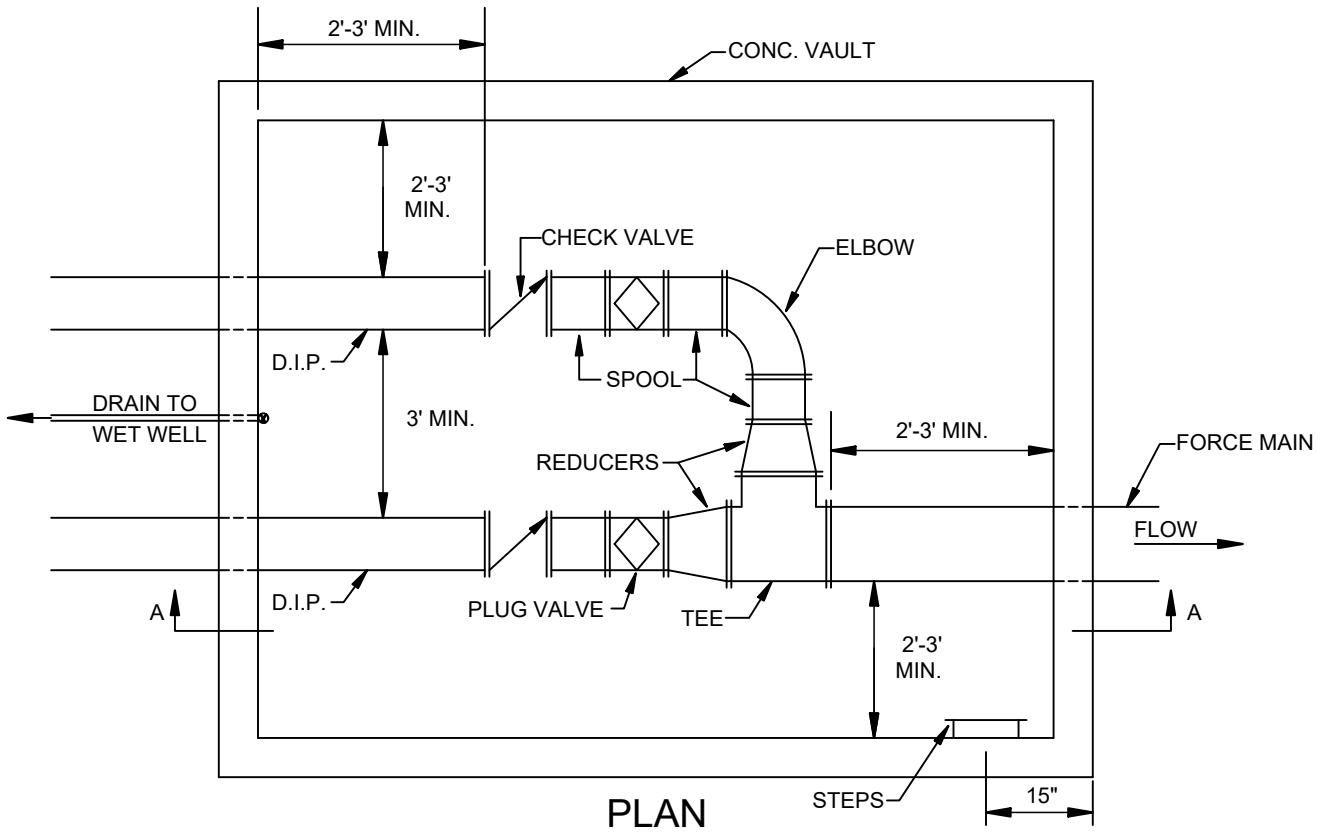 2'-3' MIN.
CONC. VAULT
2'-3'
MIN.
CHECK VALVE
ELBOW
D.I.P.
SPOOL
DRAIN TO
WET WELL
3' MIN.
2'-3' MIN.
REDUCERS
FORCE MAIN
FLOW
D.I.P.
PLUG VALVE
TEE
A
A
2'-3'
MIN.
STEPS
15"
PLAN